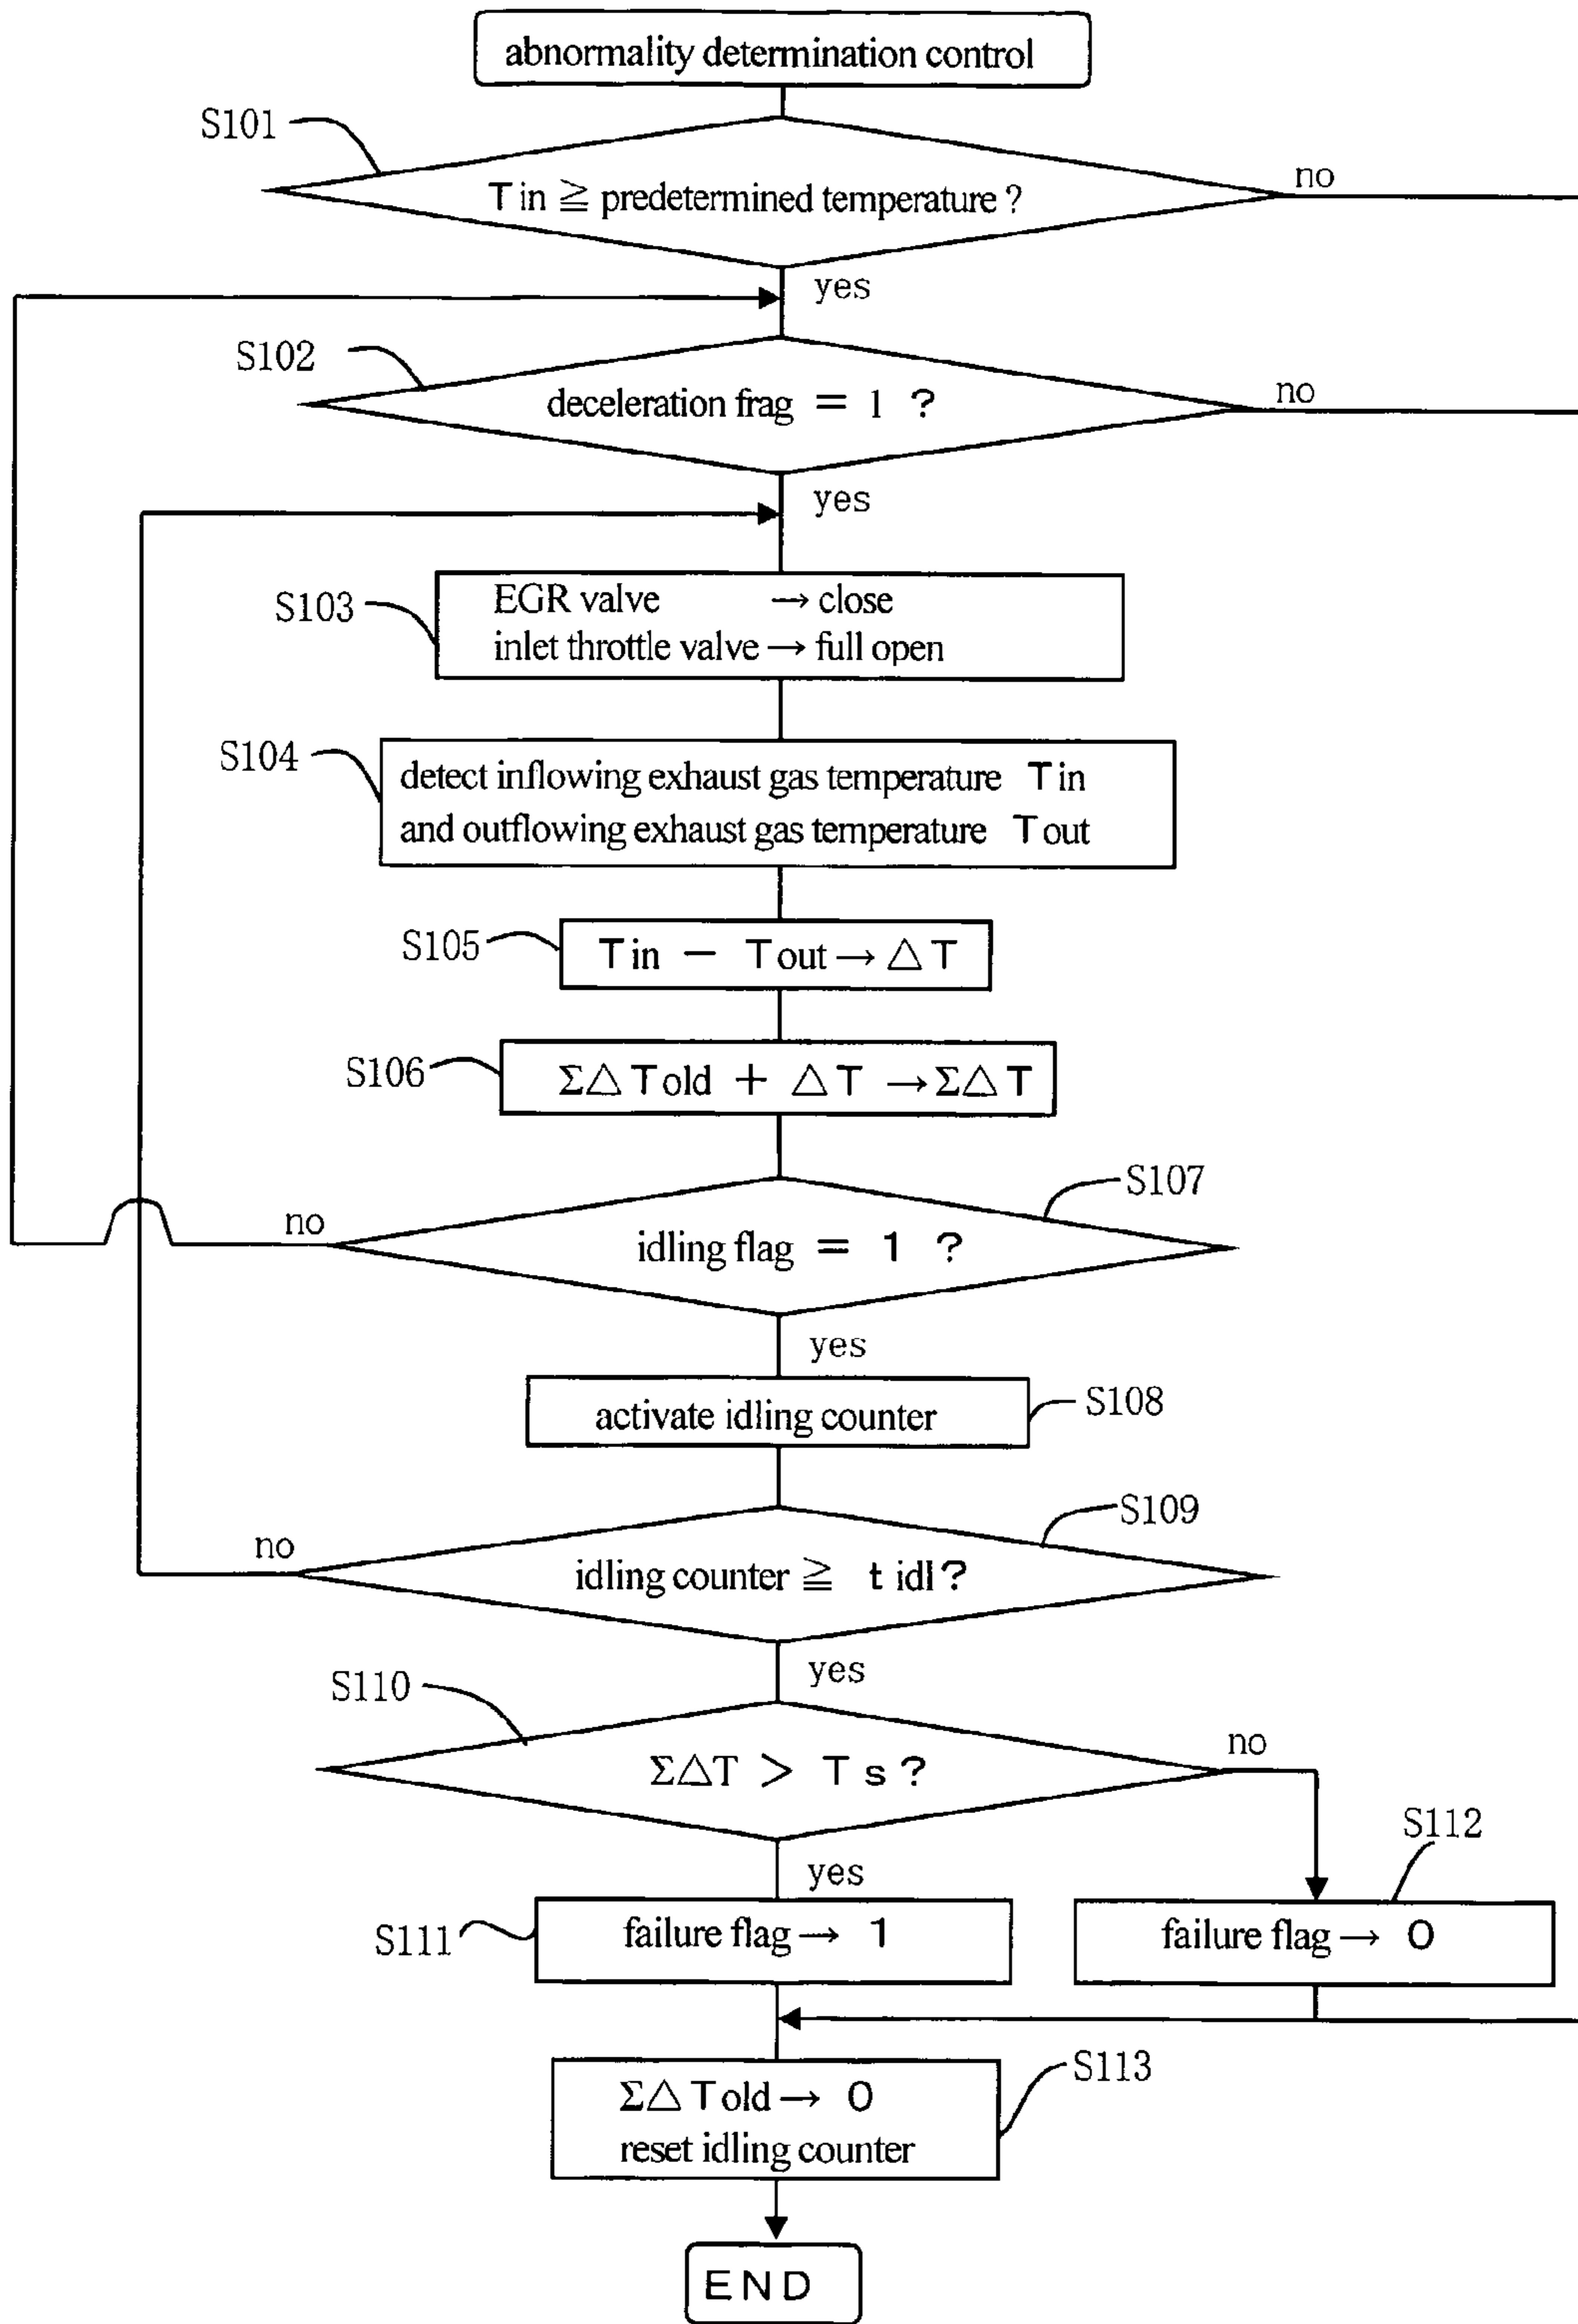 abnormality determination control
S101
T in ≧ predetermined temperature ?
no
yes
S102
deceleration frag = 1 ?
no
yes
S103
EGR valve → close
inlet throttle valve → full open
S104
detect inflowing exhaust gas temperature T in
and outflowing exhaust gas temperature T out
S105
T in − T out → △T
S106
Σ△T old + △T → Σ△T
S107
no
idling flag = 1 ?
yes
activate idling counter
S108
S109
no
idling counter ≧ t idl ?
yes
S110
Σ△T > T s ?
no
S112
yes
S111
failure flag → 1
failure flag → 0
S113
Σ△T old → 0
reset idling counter
END